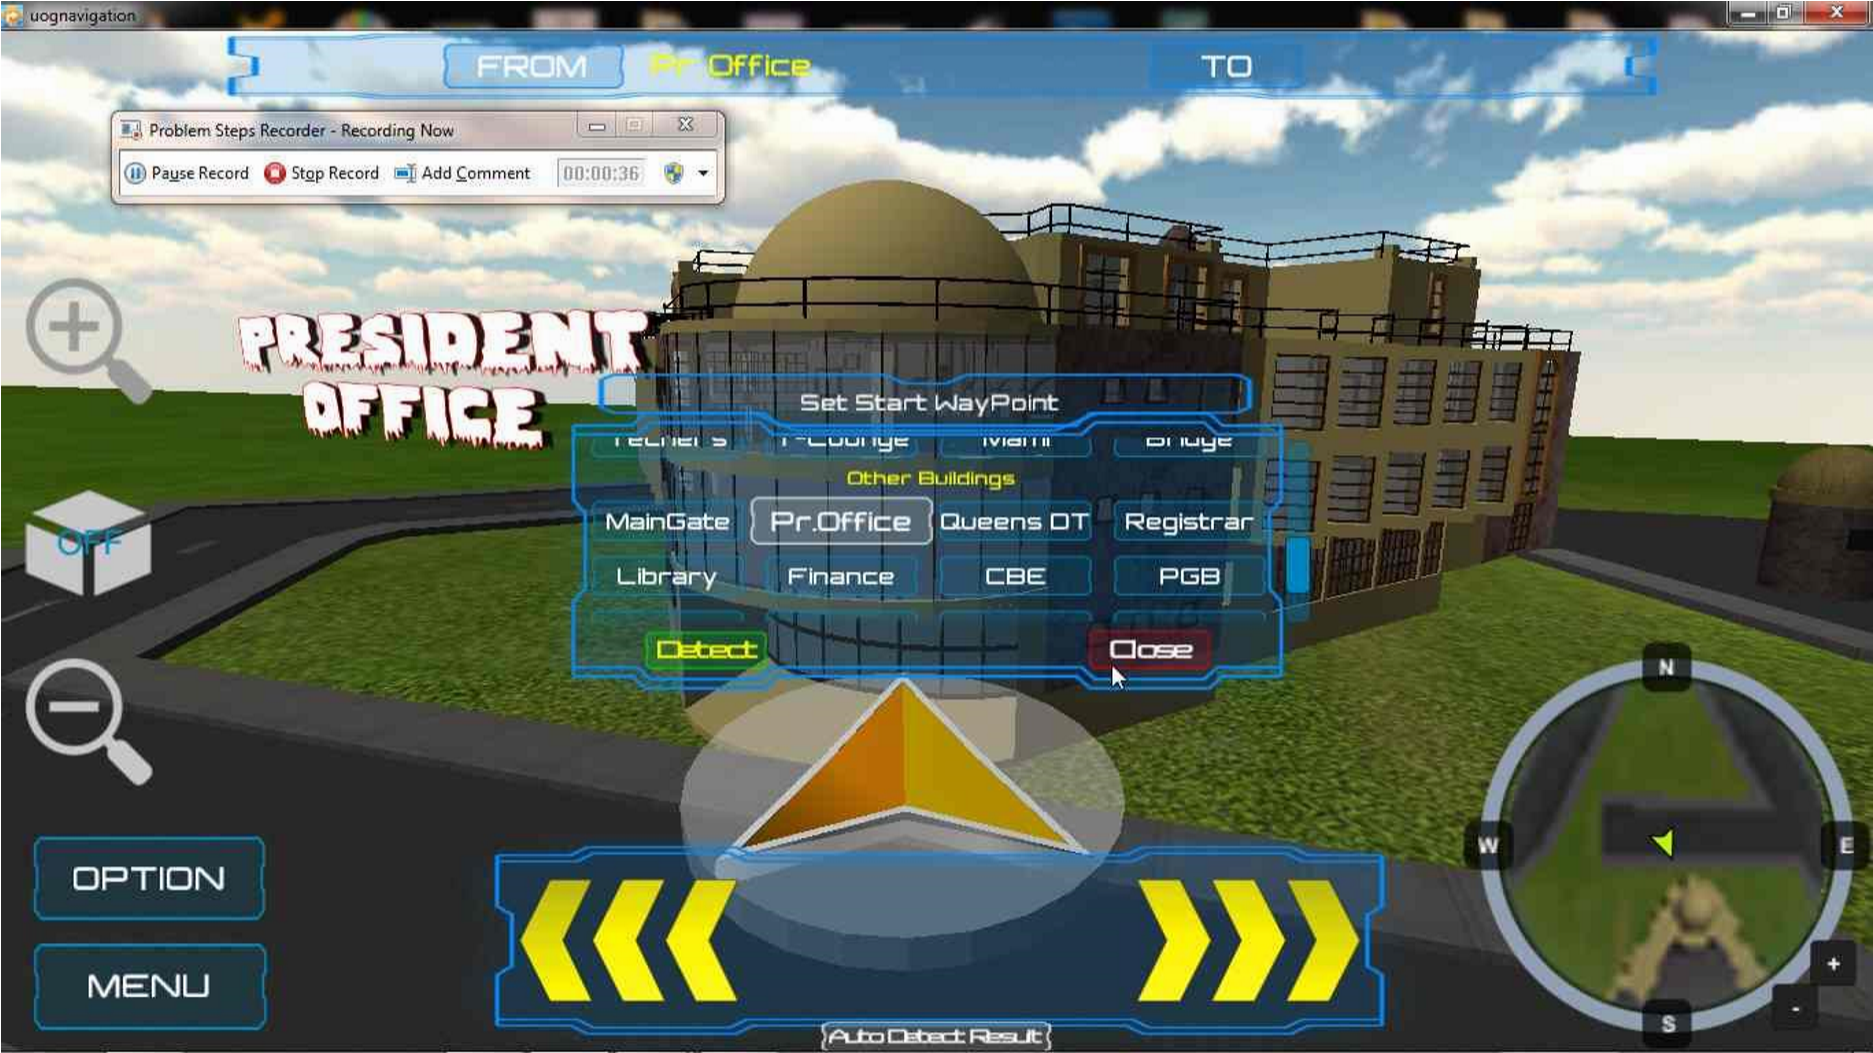 uognavigation
FROM Pr Office TO
Problem Steps Recorder - Recording Now
Pause Record Stop Record Add Comment 00:00:36
PRESIDENT
OFFICE
Set Start WayPoint
Other Buildings
MainGate Pr.Office Queens DT Registrar
Library Finance CBE PGB
Detect Close
OFF
OPTION
MENU
N
W E
S
+
-
Auto Detect Result